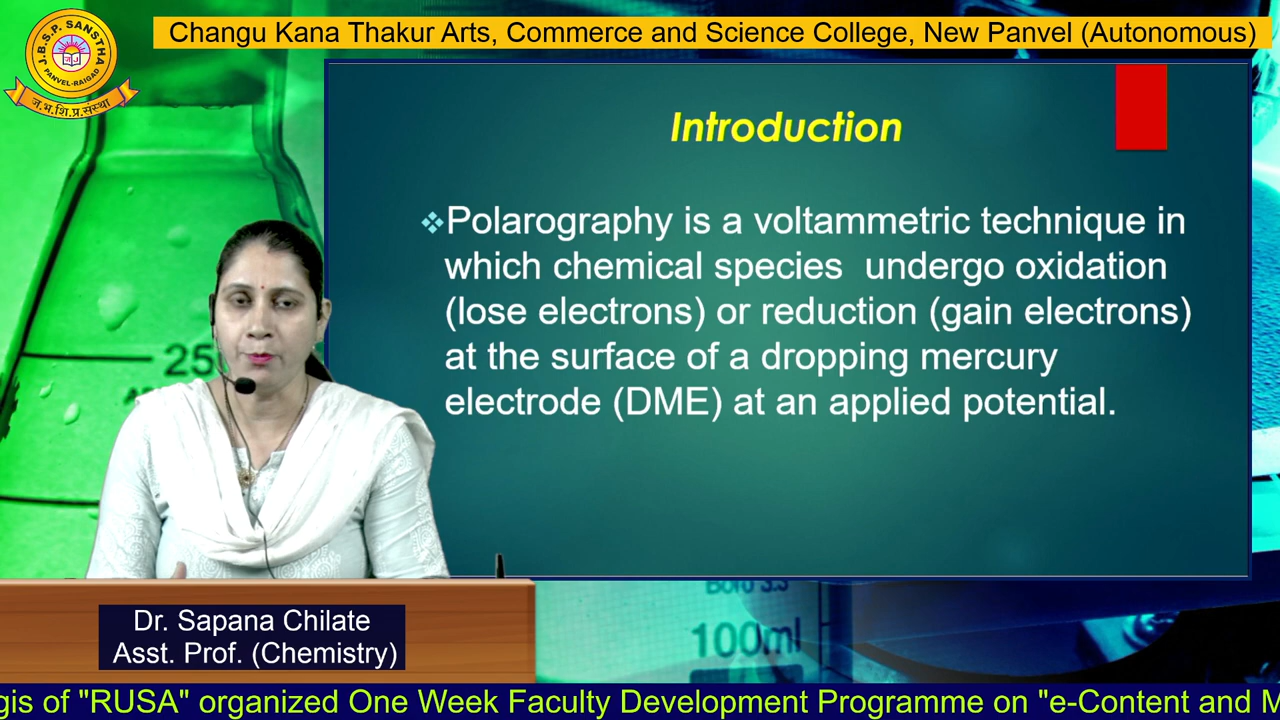 Changu Kana Thakur Arts, Commerce and Science College, New Panvel (Autonomous)
J.B.S.P. SANSTHA
PANVEL-RAIGAD
ज.भ.शि.प्र.संस्था
Introduction
❖Polarography is a voltammetric technique in
which chemical species undergo oxidation
(lose electrons) or reduction (gain electrons)
at the surface of a dropping mercury
electrode (DME) at an applied potential.
25
100ml
Dr. Sapana Chilate
Asst. Prof. (Chemistry)
gis of "RUSA" organized One Week Faculty Development Programme on "e-Content and M